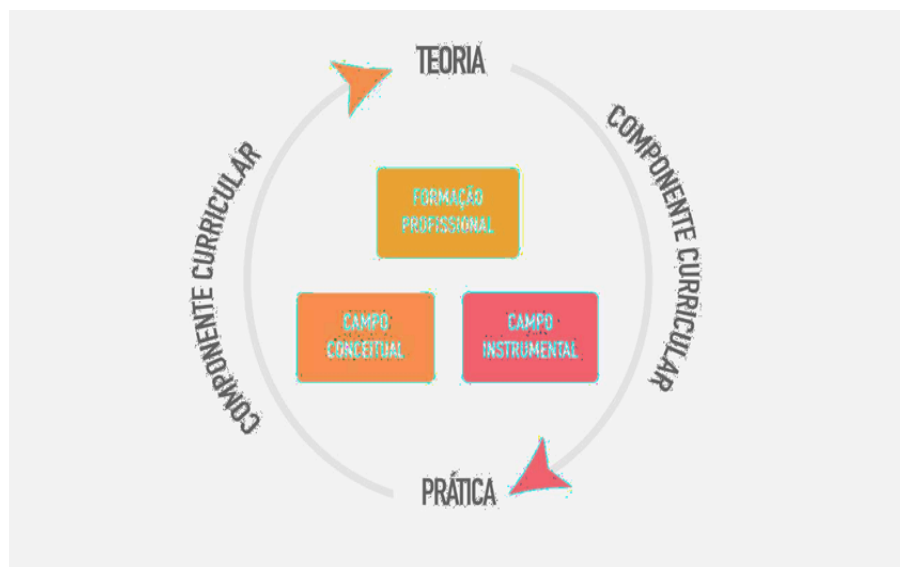 TEORIA
COMPONENTE CURRICULAR
COMPONENTE CURRICULAR
FORMAÇÃO
PROFISSIONAL
CAMPO
CONCEITUAL
CAMPO
INSTRUMENTAL
PRÁTICA